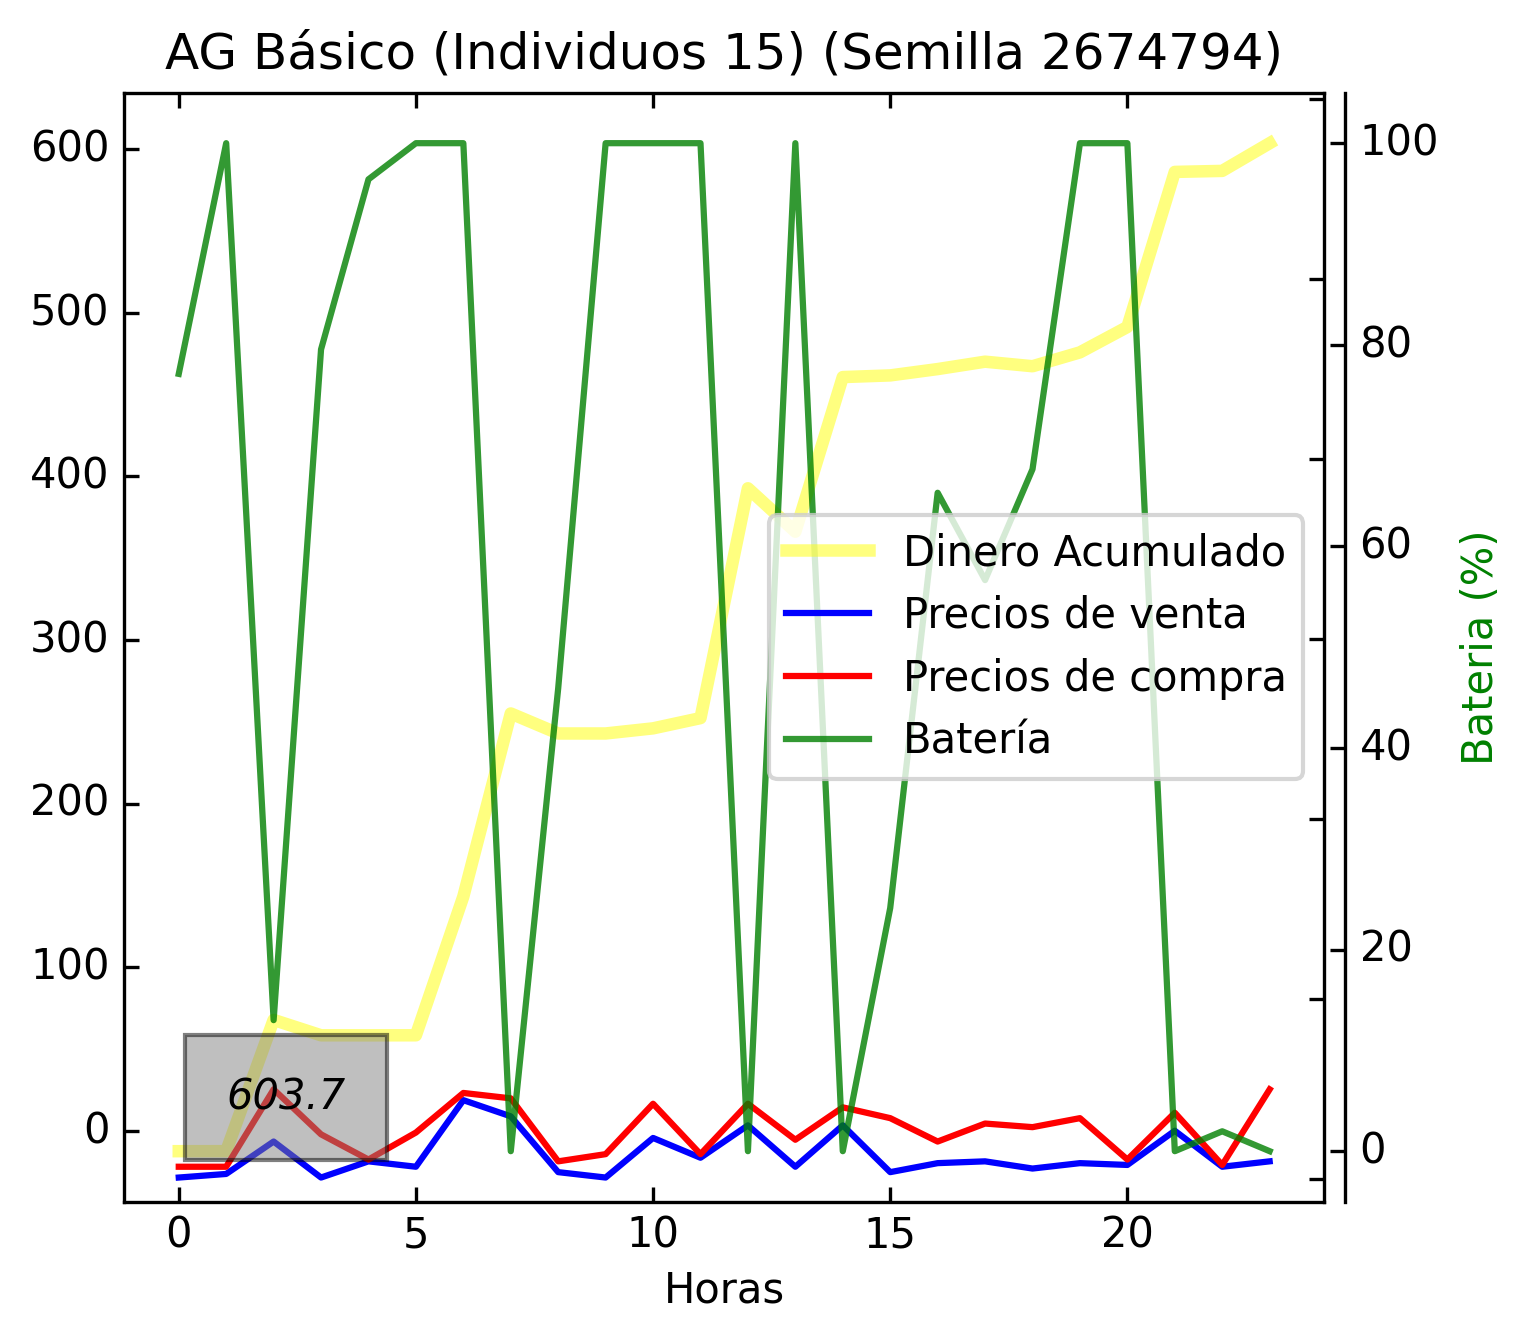 AG Básico (Individuos 15) (Semilla 2674794)
600
500
400
300
200
100
0
100
80
60
40
20
0
Bateria (%)
Dinero Acumulado
Precios de venta
Precios de compra
Batería
603.7
0 5 10 15 20
Horas